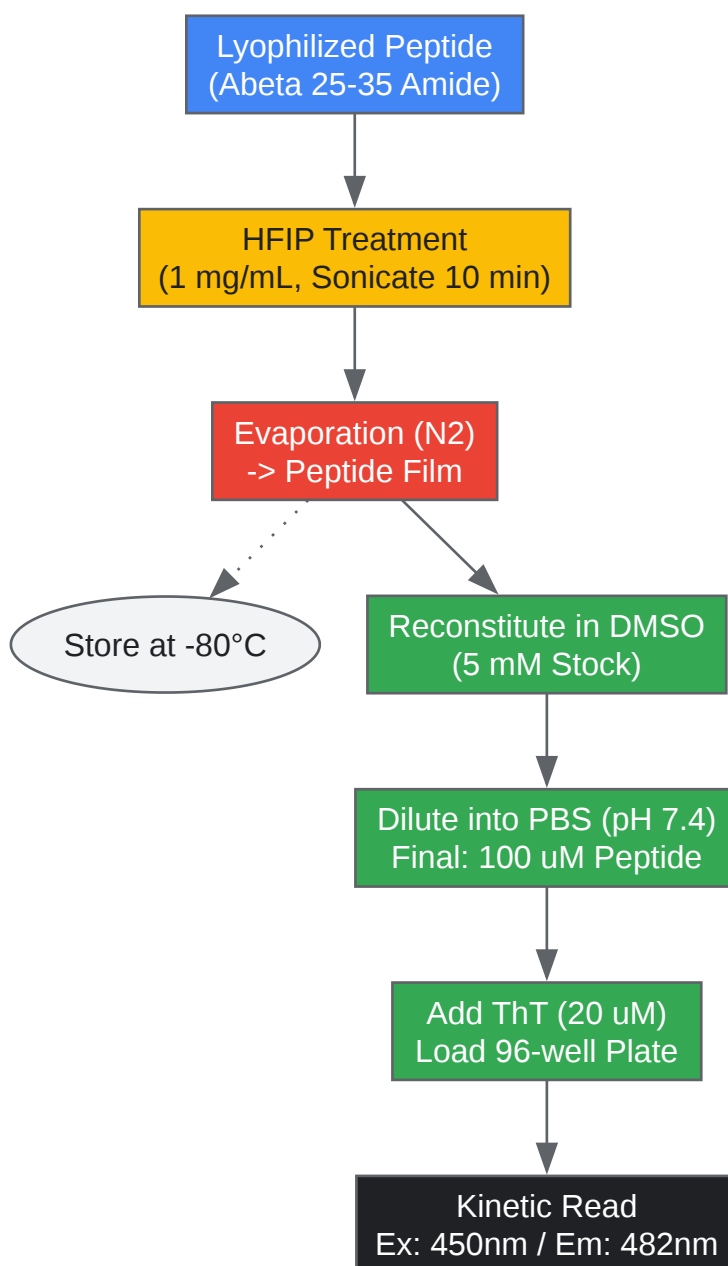 Lyophilized Peptide
(Abeta 25-35 Amide)
HFIP Treatment
(1 mg/mL, Sonicate 10 min)
Evaporation (N2)
-> Peptide Film
Store at -80°C
Reconstitute in DMSO
(5 mM Stock)
Dilute into PBS (pH 7.4)
Final: 100 uM Peptide
Add ThT (20 uM)
Load 96-well Plate
Kinetic Read
Ex: 450nm / Em: 482nm